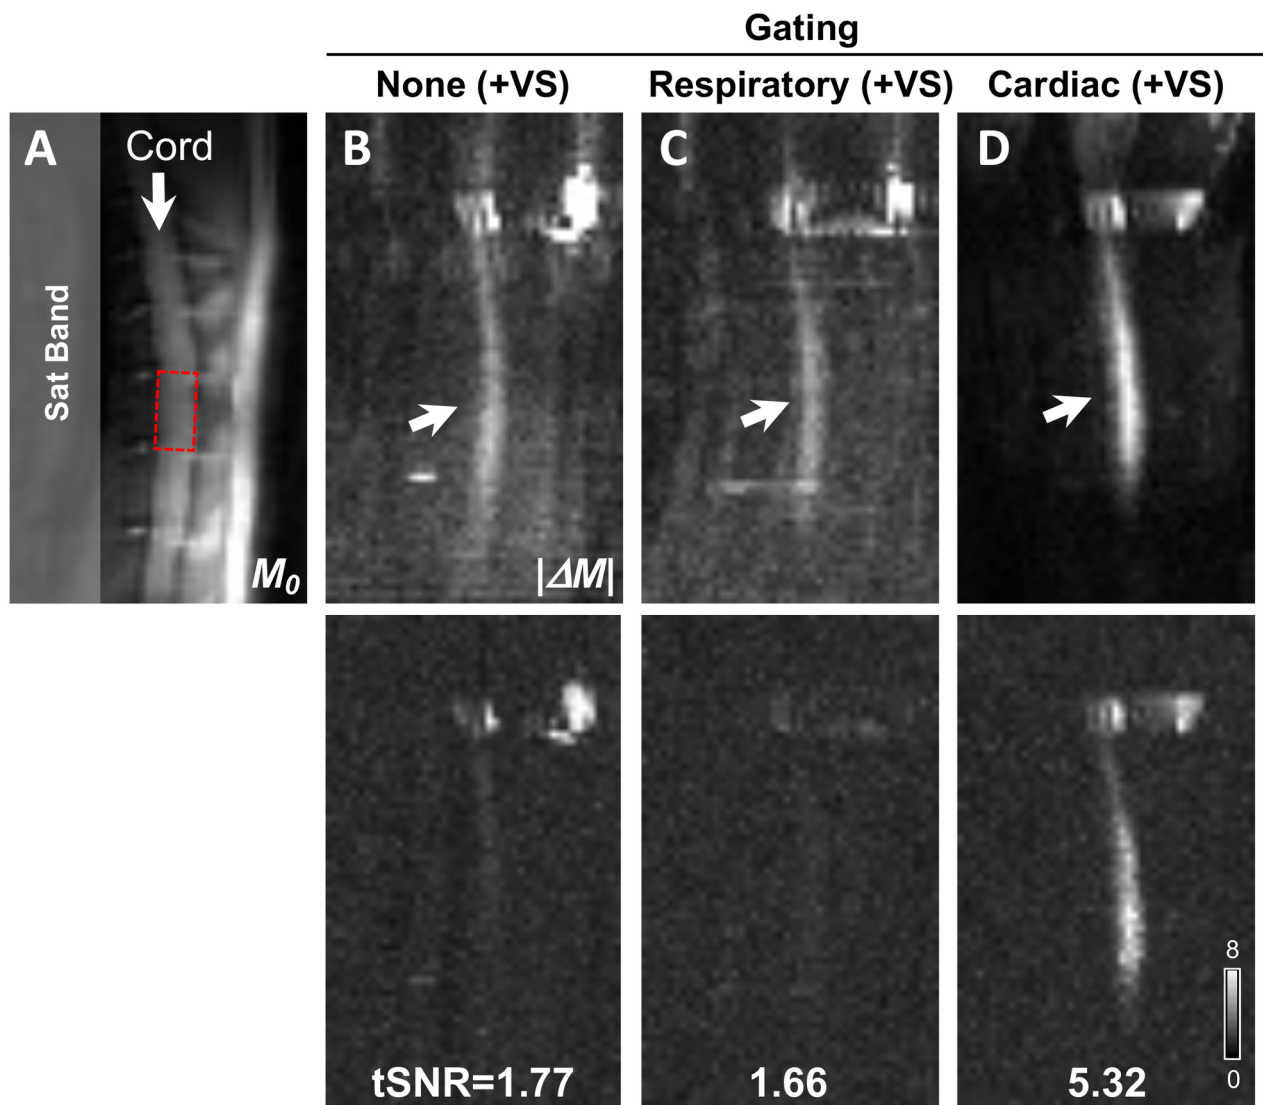 Gating
None (+VS)
Respiratory (+VS)
Cardiac (+VS)
A
Cord
Sat Band
M0
B
|ΔM|
C
D
tSNR=1.77
1.66
5.32
8
0